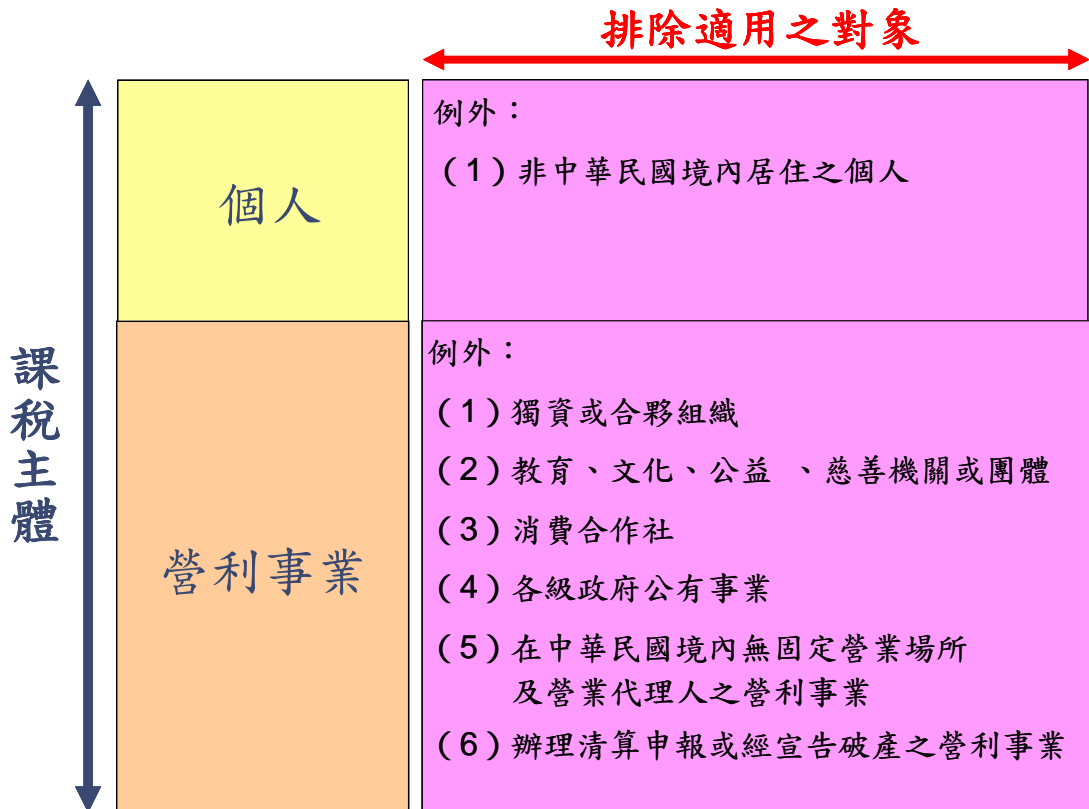 排除適用之對象
課稅主體
個人
例外：
（1）非中華民國境內居住之個人
營利事業
例外：
（1）獨資或合夥組織
（2）教育、文化、公益 、慈善機關或團體
（3）消費合作社
（4）各級政府公有事業
（5）在中華民國境內無固定營業場所
及營業代理人之營利事業
（6）辦理清算申報或經宣告破產之營利事業